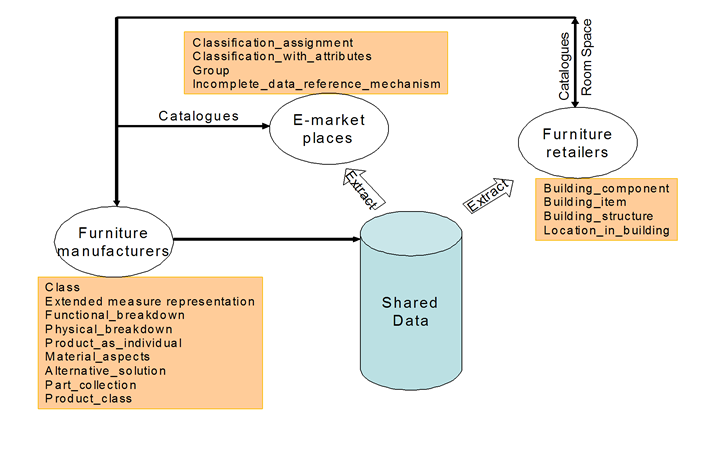 Classification_assignment
Classification_with_attributes
Group
Incomplete_data_reference_mechanism
Catalogues
Room Space
Catalogues
E-market
places
Furniture
retailers
Extract
Extract
Building_component
Building_item
Building_structure
Location_in_building
Furniture
manufacturers
Shared
Data
Class
Extended measure representation
Functional_breakdown
Physical_breakdown
Product_as_individual
Material_aspects
Alternative_solution
Part_collection
Product_class